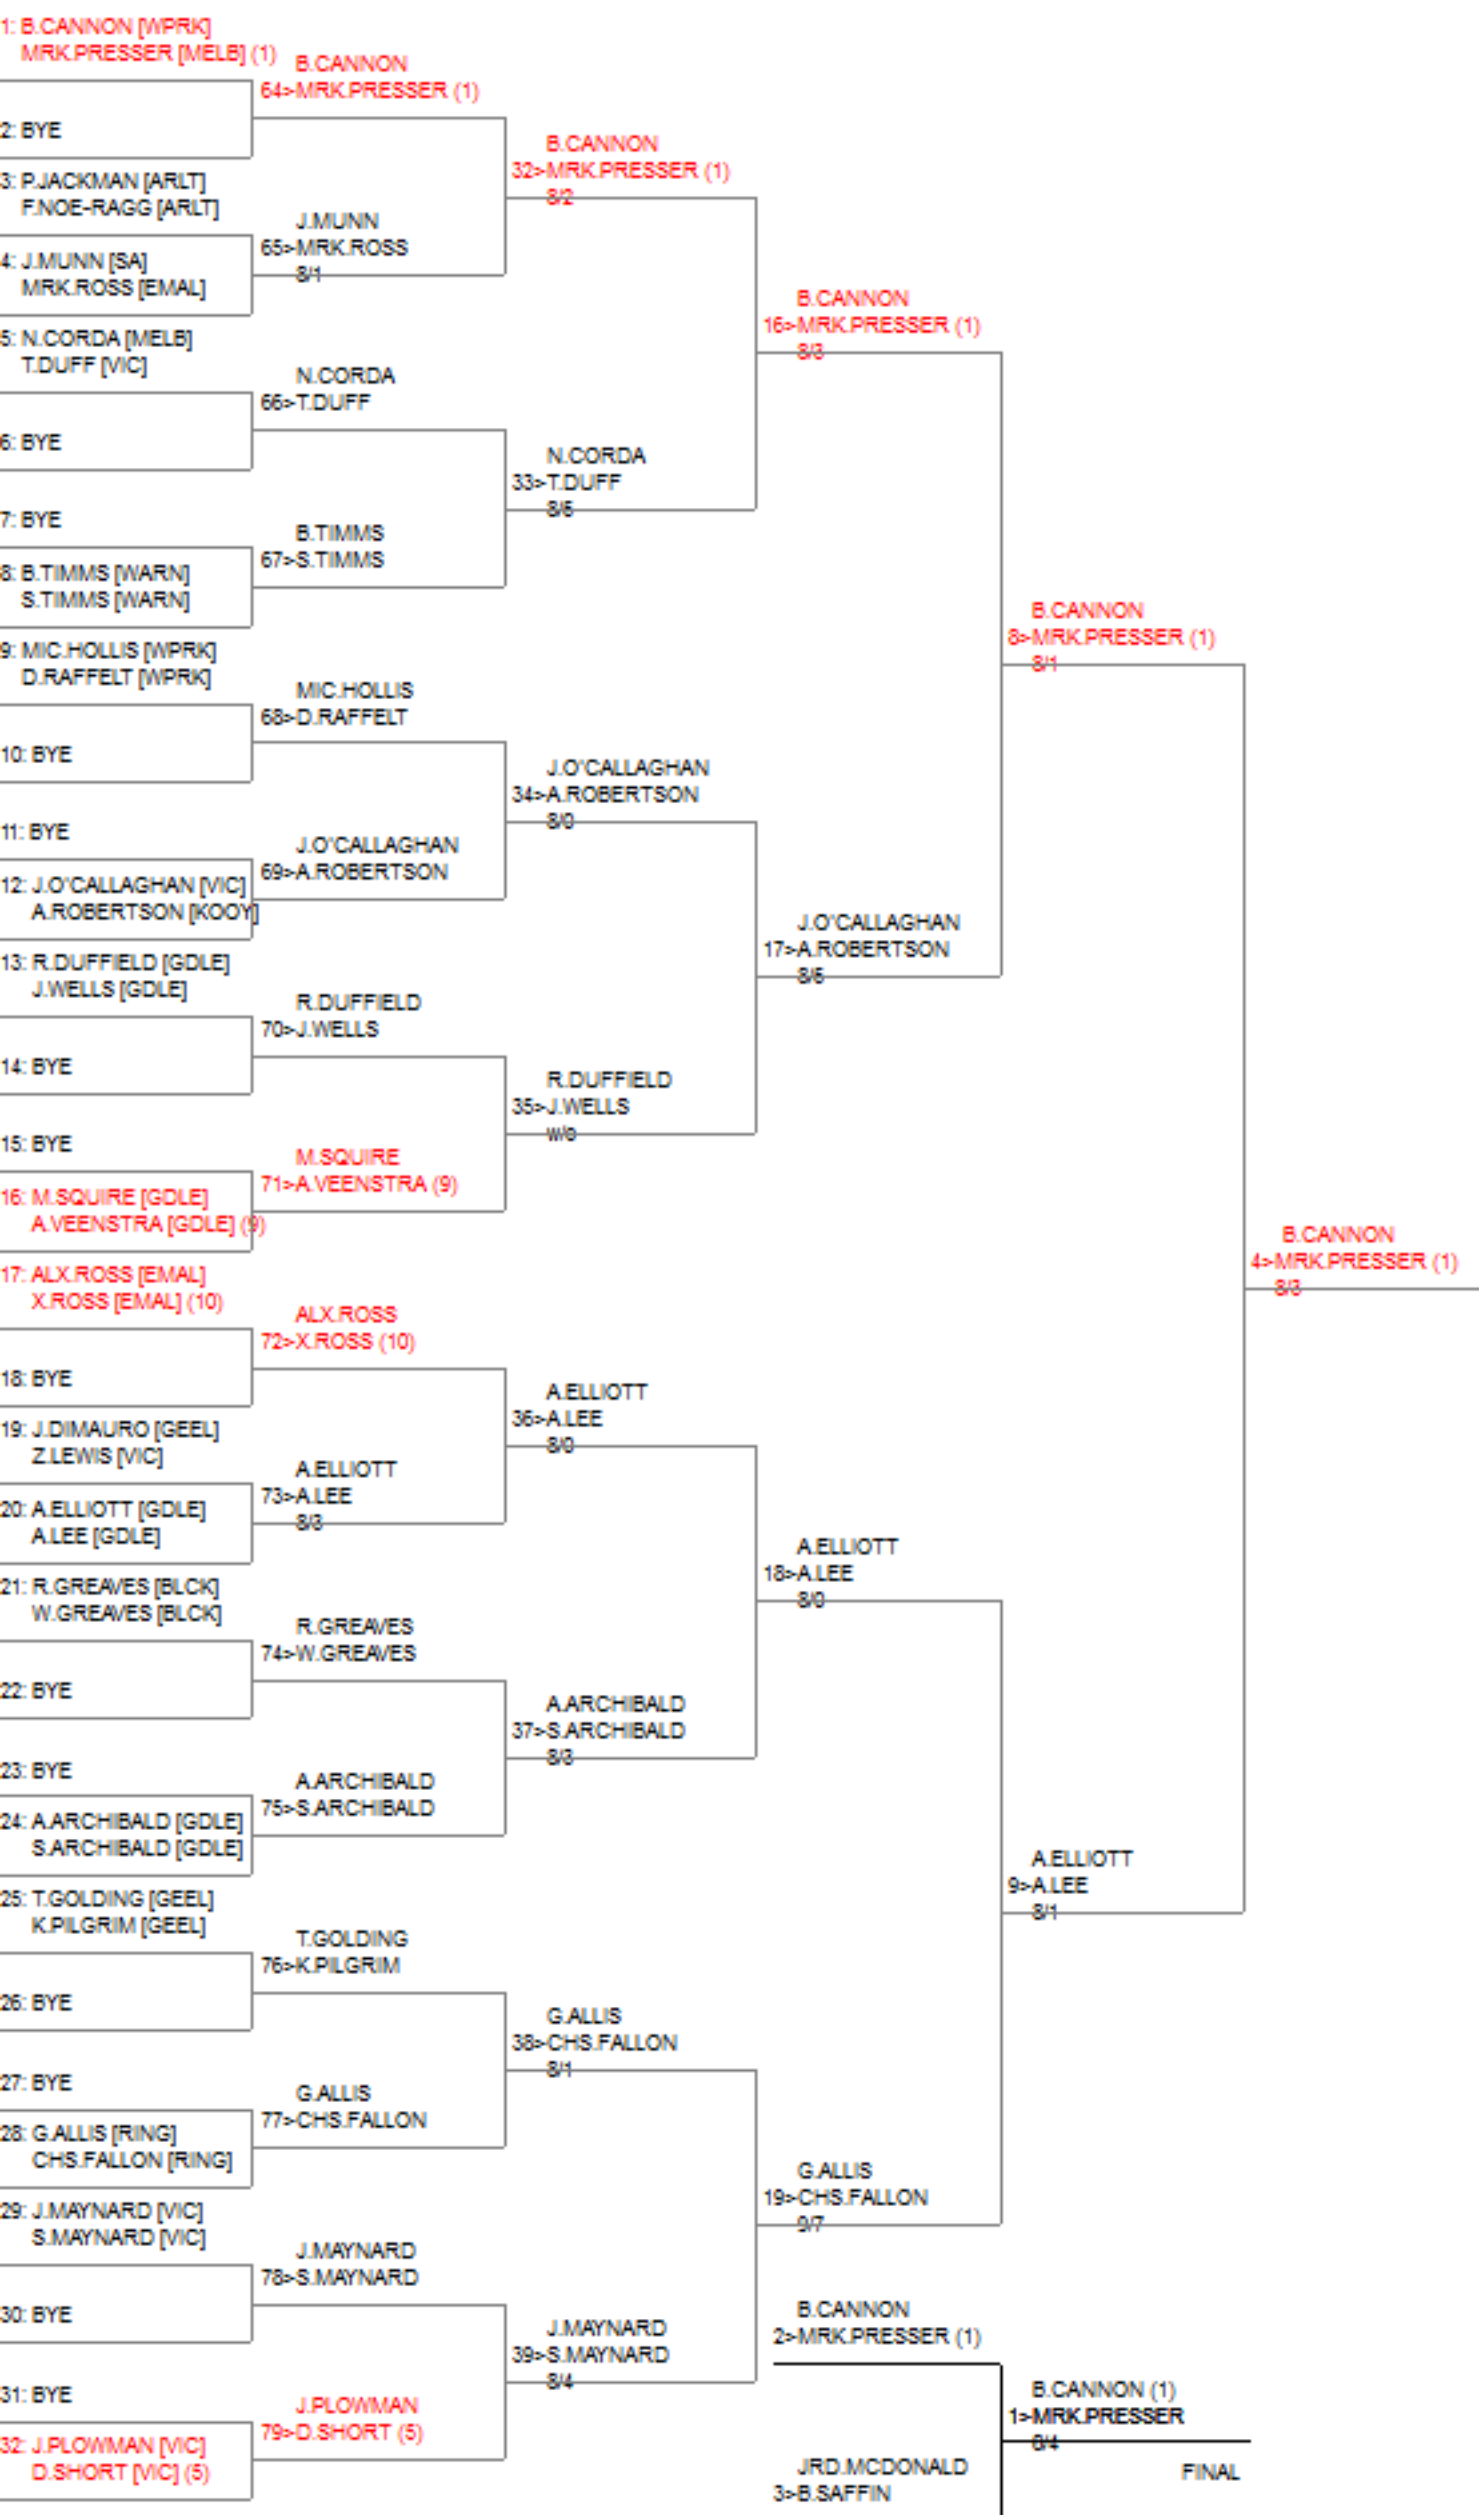 1: B.CANNON [WPRK]
MRK.PRESSER [MELB] (1)
2: BYE
3: P.JACKMAN [ARLT]
F.NOE-RAGG [ARLT]
4: J.MUNN [SA]
MRK.ROSS [EMAL]
5: N.CORDA [MELB]
T.DUFF [VIC]
6: BYE
7: BYE
8: B.TIMMS [WARN]
S.TIMMS [WARN]
9: MIC.HOLLIS [WPRK]
D.RAFFELT [WPRK]
10: BYE
11: BYE
12: J.O'CALLAGHAN [VIC]
A.ROBERTSON [KOOY]
13: R.DUFFIELD [GDLE]
J.WELLS [GDLE]
14: BYE
15: BYE
16: M.SQUIRE [GDLE]
A.VEENSTRA [GDLE] (9)
17: ALX.ROSS [EMAL]
X.ROSS [EMAL] (10)
18: BYE
19: J.DIMAURO [GEEL]
Z.LEWIS [VIC]
20: A.ELLIOTT [GDLE]
A.LEE [GDLE]
21: R.GREAVES [BLCK]
W.GREAVES [BLCK]
22: BYE
23: BYE
24: A.ARCHIBALD [GDLE]
S.ARCHIBALD [GDLE]
25: T.GOLDING [GEEL]
K.PILGRIM [GEEL]
26: BYE
27: BYE
28: G.ALLIS [RING]
CHS.FALLON [RING]
29: J.MAYNARD [VIC]
S.MAYNARD [VIC]
30: BYE
31: BYE
32: J.PLOWMAN [VIC]
D.SHORT [VIC] (5)
B.CANNON
64>MRK.PRESSER (1)
J.MUNN
65>MRK.ROSS
8/1
N.CORDA
66>T.DUFF
B.TIMMS
67>S.TIMMS
MIC.HOLLIS
68>D.RAFFELT
J.O'CALLAGHAN
69>A.ROBERTSON
R.DUFFIELD
70>J.WELLS
M.SQUIRE
71>A.VEENSTRA (9)
ALX.ROSS
72>X.ROSS (10)
A.ELLIOTT
73>A.LEE
8/3
R.GREAVES
74>W.GREAVES
A.ARCHIBALD
75>S.ARCHIBALD
T.GOLDING
76>K.PILGRIM
G.ALLIS
77>CHS.FALLON
J.MAYNARD
78>S.MAYNARD
J.PLOWMAN
79>D.SHORT (5)
B.CANNON
32>MRK.PRESSER (1)
8/2
N.CORDA
33>T.DUFF
8/6
J.O'CALLAGHAN
34>A.ROBERTSON
8/0
R.DUFFIELD
35>J.WELLS
w/o
A.ELLIOTT
36>A.LEE
8/0
A.ARCHIBALD
37>S.ARCHIBALD
8/3
G.ALLIS
38>CHS.FALLON
8/1
J.MAYNARD
39>S.MAYNARD
8/4
B.CANNON
16>MRK.PRESSER (1)
8/3
J.O'CALLAGHAN
17>A.ROBERTSON
8/6
A.ELLIOTT
18>A.LEE
8/0
G.ALLIS
19>CHS.FALLON
9/7
B.CANNON
8>MRK.PRESSER (1)
8/1
A.ELLIOTT
9>A.LEE
8/1
B.CANNON
4>MRK.PRESSER (1)
8/3
B.CANNON
2>MRK.PRESSER (1)
JRD.MCDONALD
3>B.SAFFIN
B.CANNON (1)
1>MRK.PRESSER
FINAL